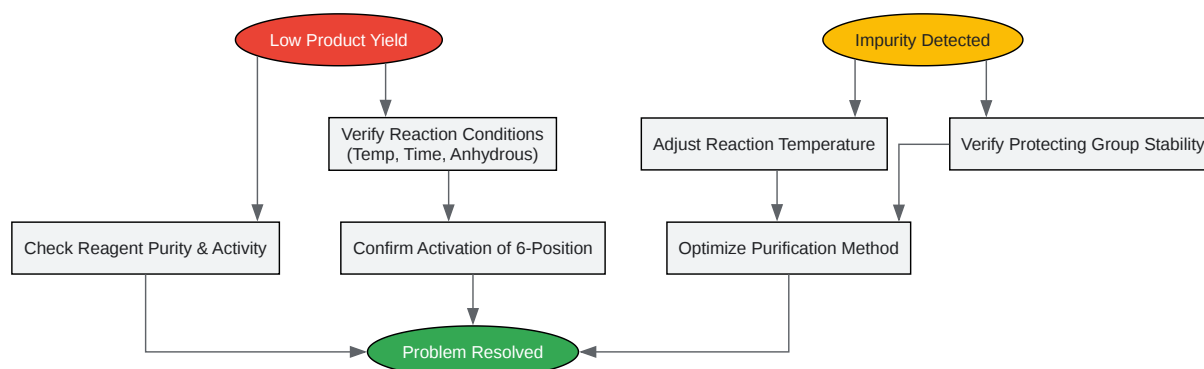 Low Product Yield
Impurity Detected
Verify Reaction Conditions
(Temp, Time, Anhydrous)
Adjust Reaction Temperature
Verify Protecting Group Stability
Check Reagent Purity & Activity
Confirm Activation of 6-Position
Optimize Purification Method
Problem Resolved